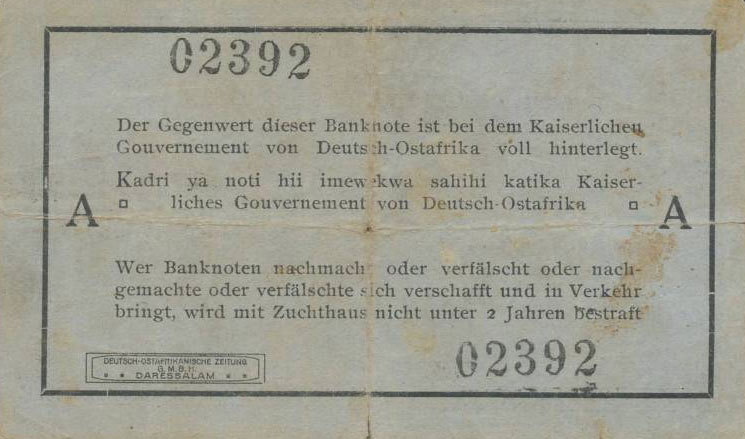 02392
Der Gegenwert dieser Banknote ist bei dem Kaiserlichen
Gouvernement von Deutsch-Ostafrika voll hinterlegt.
Kadri ya noti hii imewekwa sahihi katika Kaiser-
liches Gouvernement von Deutsch-Ostafrika
A
A
Wer Banknoten nachmacht oder verfälscht oder nach-
gemachte oder verfälschte sich verschafft und in Verkehr
bringt, wird mit Zuchthaus nicht unter 2 Jahren bestraft
02392
DEUTSCH-OSTAFRIKANISCHE ZEITUNG
G.M.B.H.
DARESSALAM